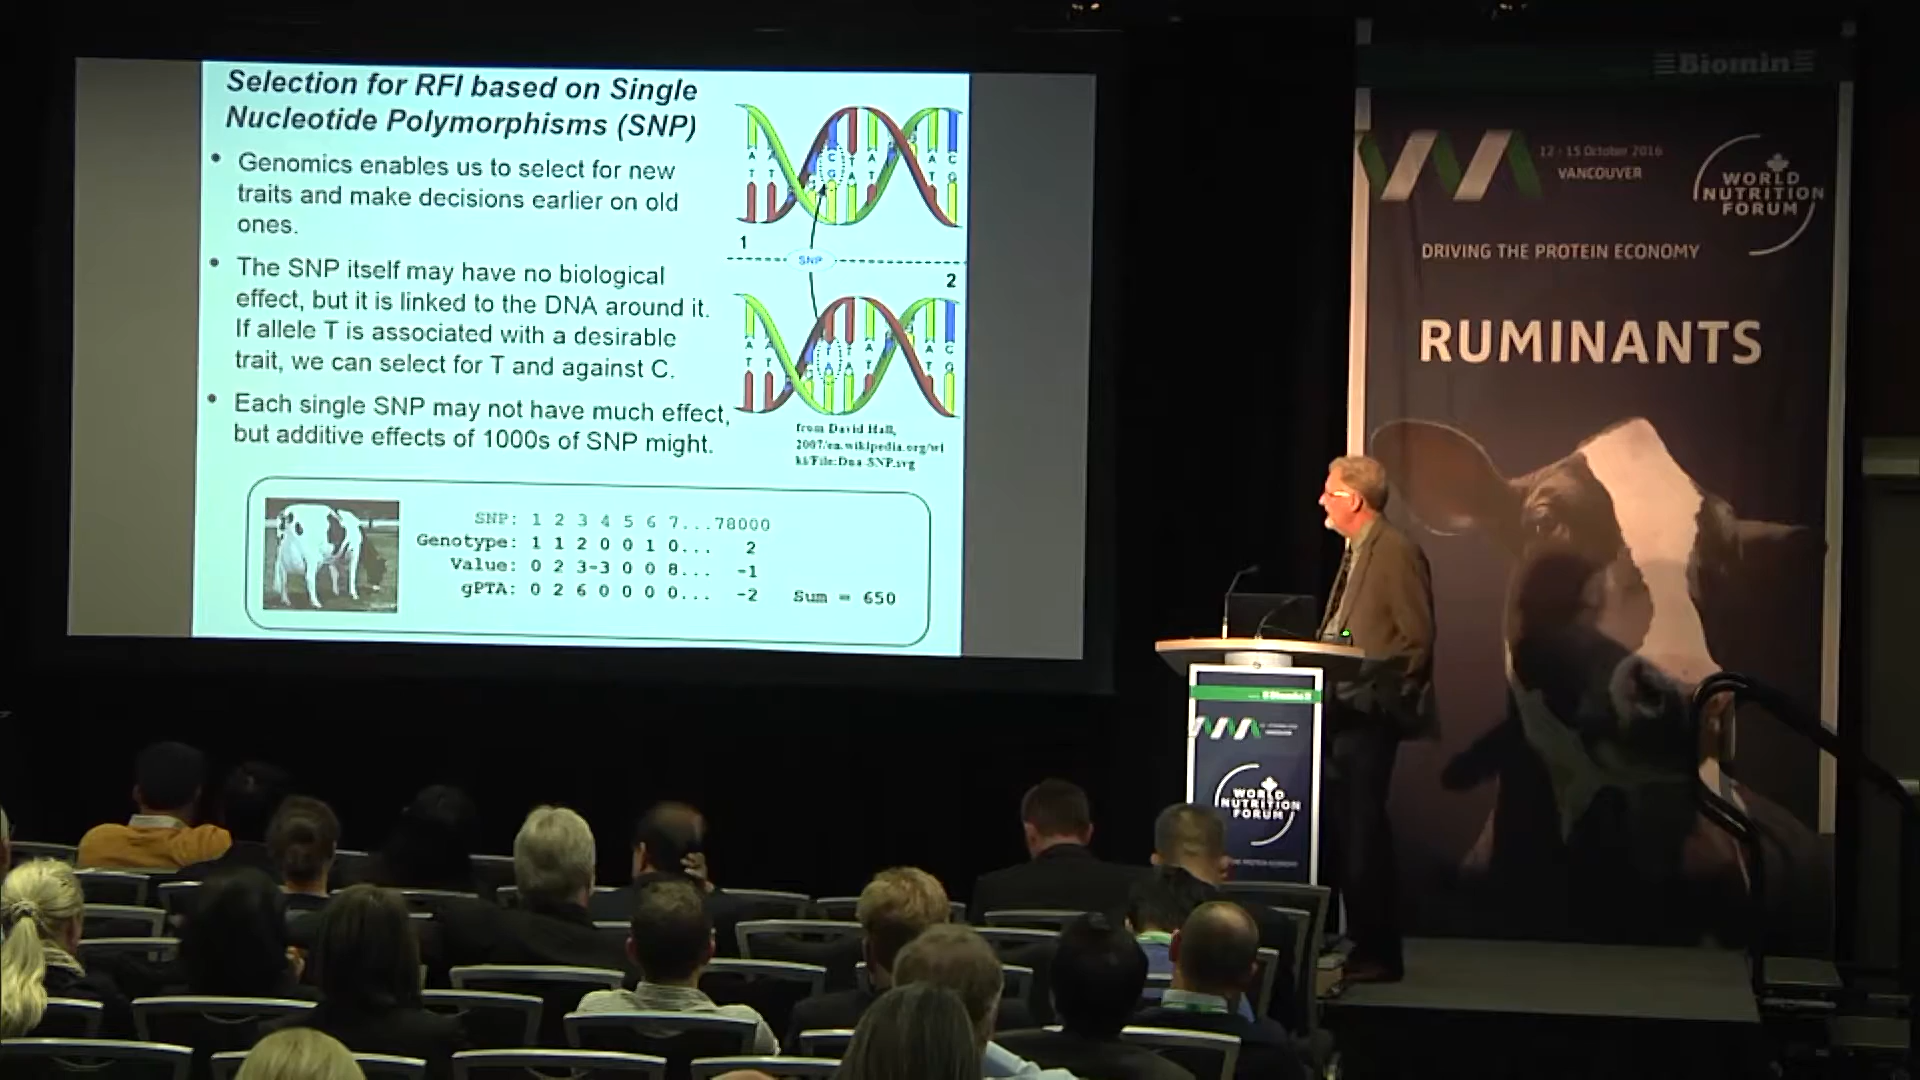 Selection for RFI based on Single
Nucleotide Polymorphisms (SNP)
• Genomics enables us to select for new
traits and make decisions earlier on old
ones.
• The SNP itself may have no biological
effect, but it is linked to the DNA around it.
If allele T is associated with a desirable
trait, we can select for T and against C.
• Each single SNP may not have much effect,
but additive effects of 1000s of SNP might.
1
SNP
2
from David Hall,
2007/en.wikipedia.org/wi
ki/File:Dna SNP.svg
SNP: 1 2 3 4 5 6 7...78000
Genotype: 1 1 2 0 0 1 0... 2
Value: 0 2 3-3 0 0 8... -1
gPTA: 0 2 6 0 0 0 0... -2 Sum = 650
Biomin
12 - 15 October 2016
VANCOUVER
WORLD
NUTRITION
FORUM
DRIVING THE PROTEIN ECONOMY
RUMINANTS
Biomin
VANCOUVER
WORLD
NUTRITION
FORUM